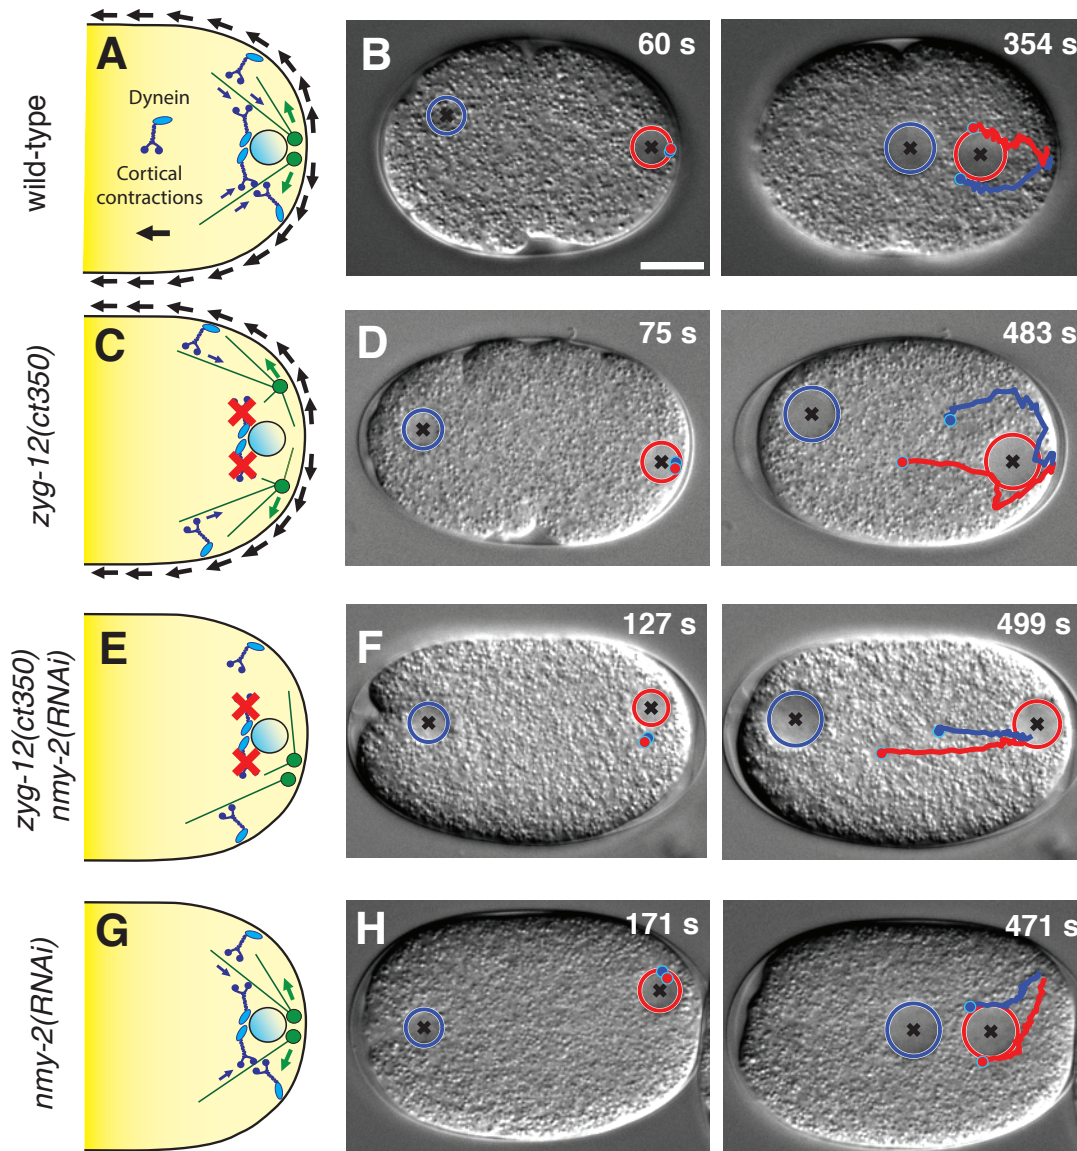 wild-type
A
Dynein
Cortical
contractions
B
60 s
354 s
zyg-12(ct350)
C
D
75 s
483 s
zyg-12(ct350)
nmy-2(RNAi)
E
F
127 s
499 s
nmy-2(RNAi)
G
H
171 s
471 s